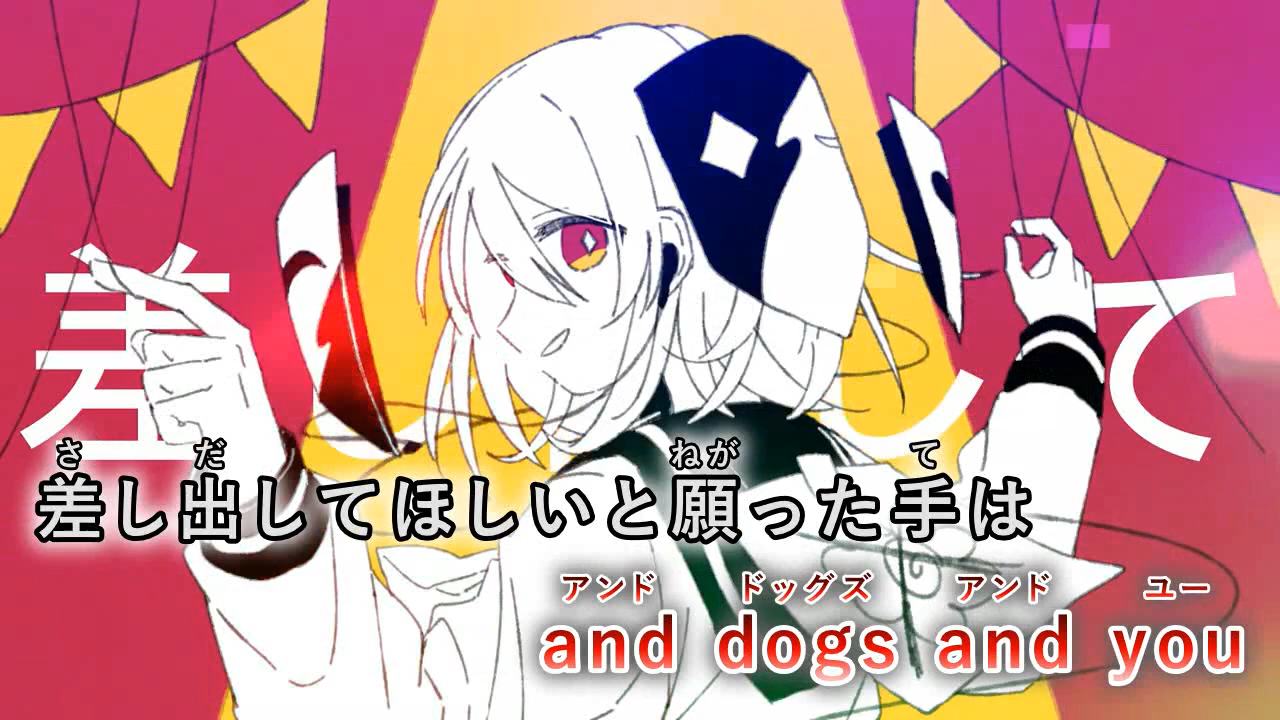 差し て
さ だ ねが て
差し出してほしいと願った手は
アンド ドッグズ アンド ユー
and dogs and you